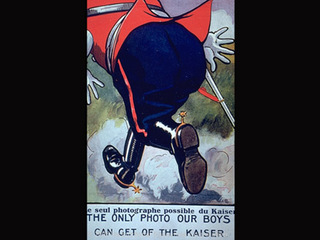 e seul photographe possible du Kaiser
THE ONLY PHOTO OUR BOYS
CAN GET OF THE KAISER